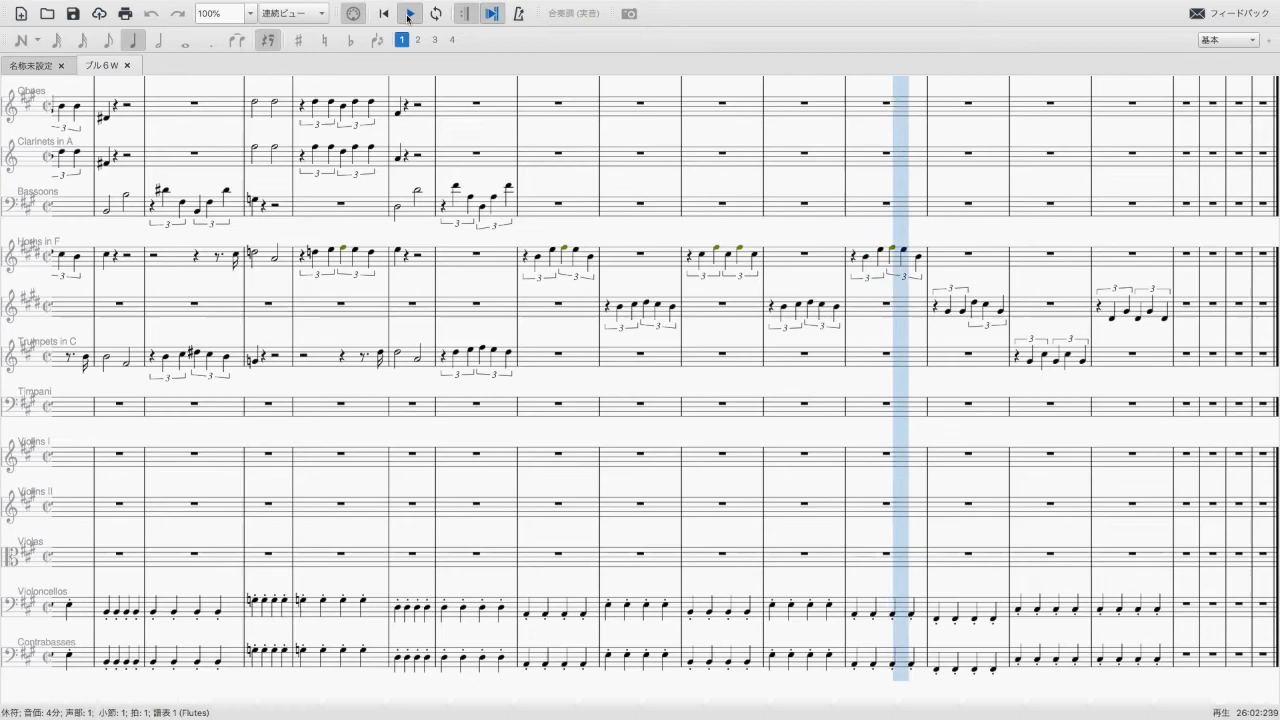 100% 連続ビュー 合奏調 (実音) フィードバック
1 2 3 4 基本
名称未設定 ブル６W
Oboes
Clarinets in A
Bassoons
Horns in F
Trumpets in C
Timpani
Violins I
Violins II
Violas
Violoncellos
Contrabasses
休符; 音価: 4分; 声部: 1; 小節: 1; 拍: 1; 譜表 1 (Flutes) 再生 26:02:239